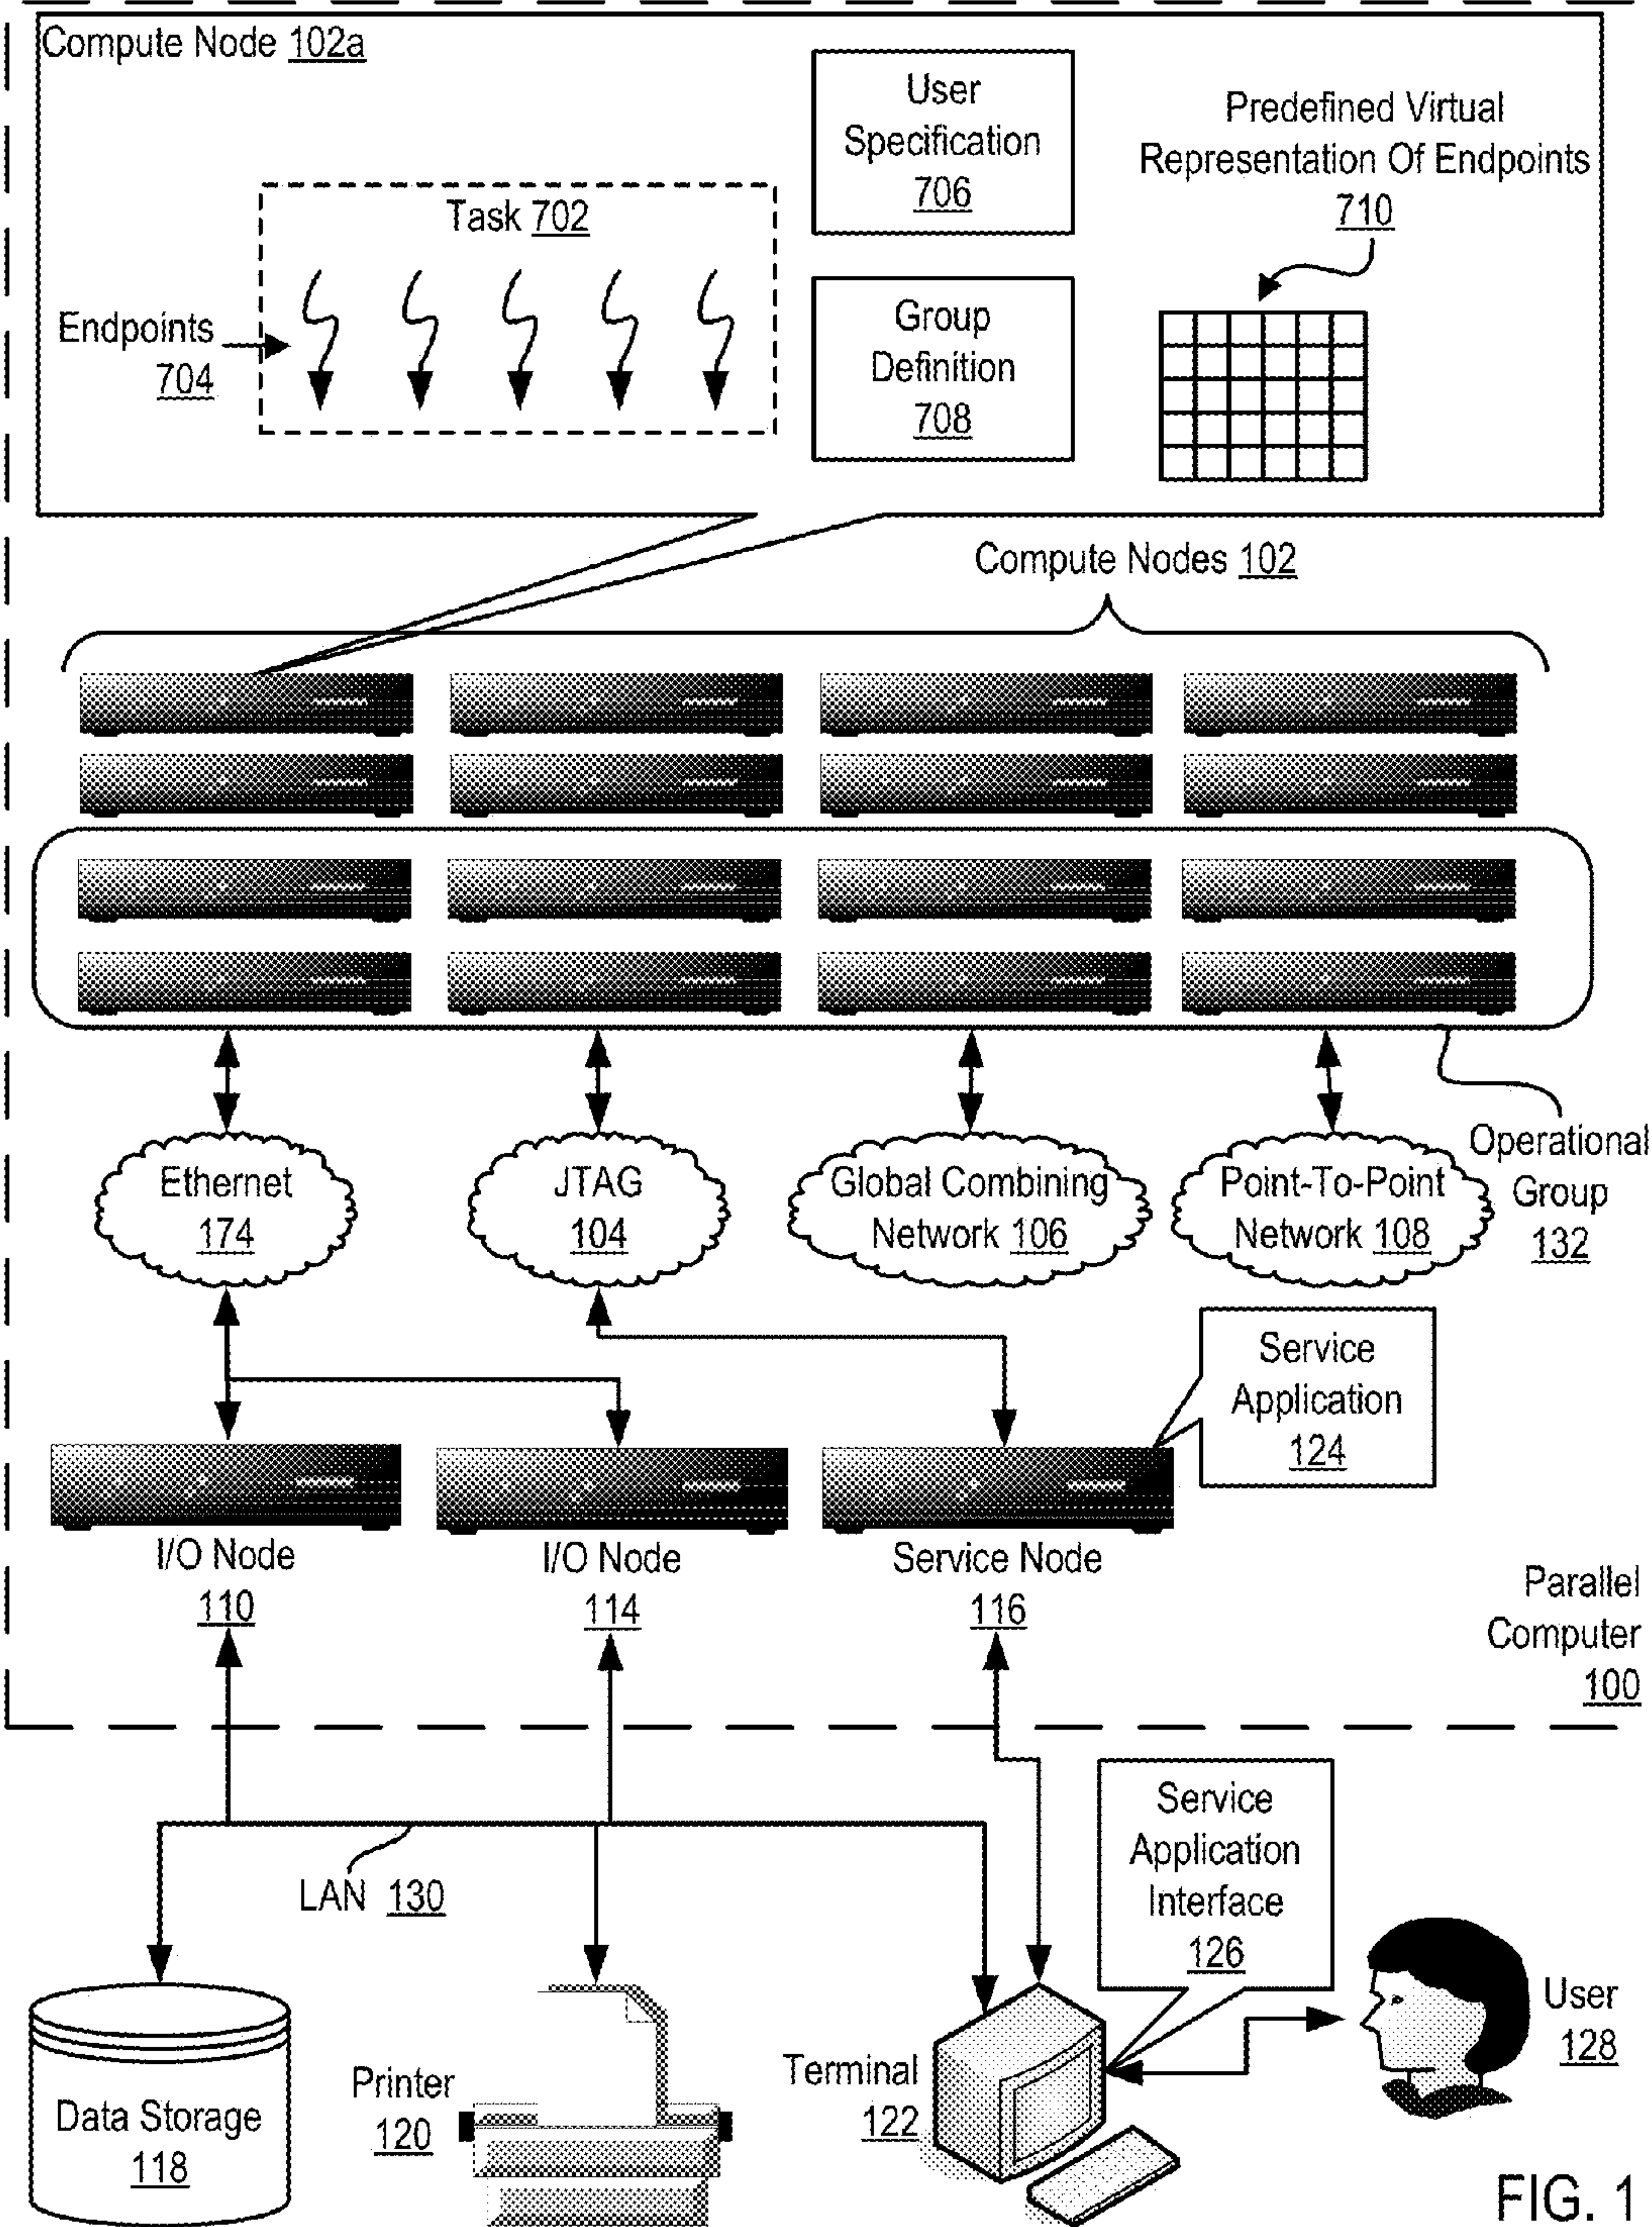 Compute Node 102a
User
Specification
706
Predefined Virtual
Representation Of Endpoints
710
Task 702
Endpoints
704
Group
Definition
708
Compute Nodes 102
Ethernet
174
JTAG
104
Global Combining
Network 106
Point-To-Point
Network 108
Operational
Group
132
Service
Application
124
I/O Node
110
I/O Node
114
Service Node
116
Parallel
Computer
100
LAN 130
Service
Application
Interface
126
Data Storage
118
Printer
120
Terminal
122
User
128
FIG. 1